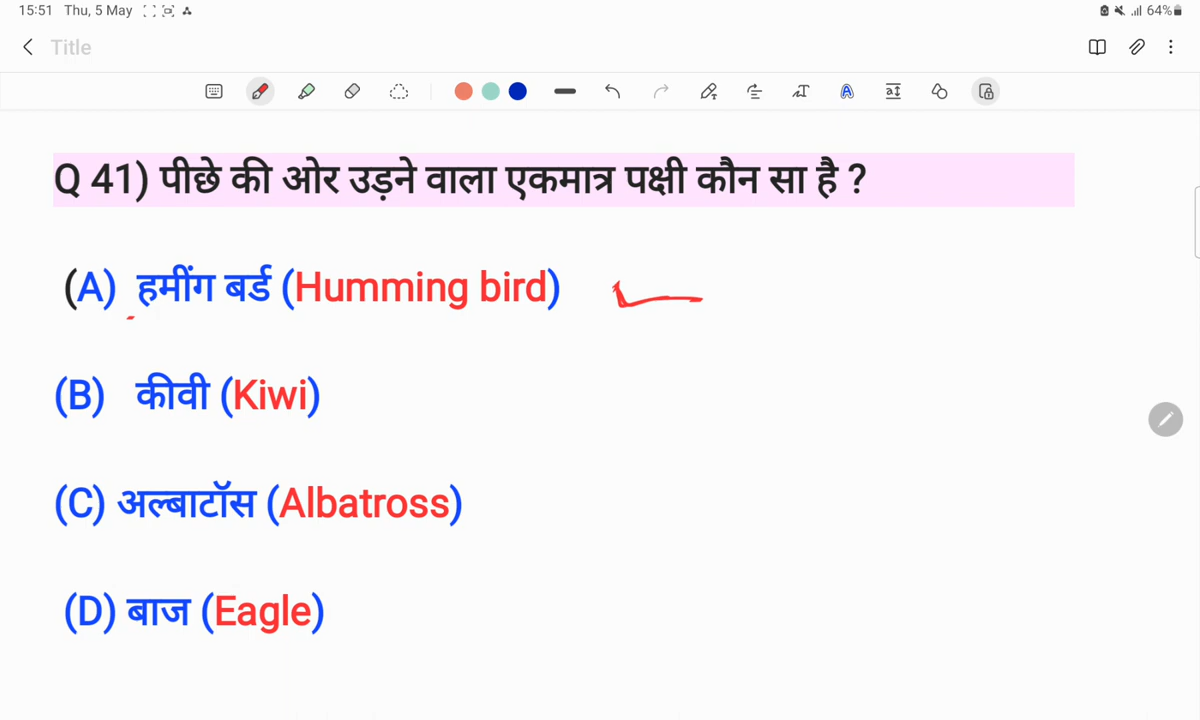 15:51 Thu, 5 May 64%
Title
Q 41) पीछे की ओर उड़ने वाला एकमात्र पक्षी कौन सा है ?
(A) हमींग बर्ड (Humming bird)
(B) कीवी (Kiwi)
(C) अल्बाटॉस (Albatross)
(D) बाज (Eagle)